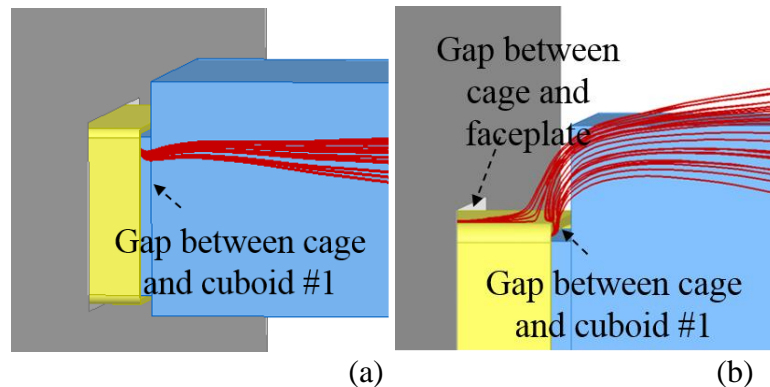 Gap between cage
and cuboid #1
(a)
Gap between
cage and
faceplate
Gap between cage
and cuboid #1
(b)